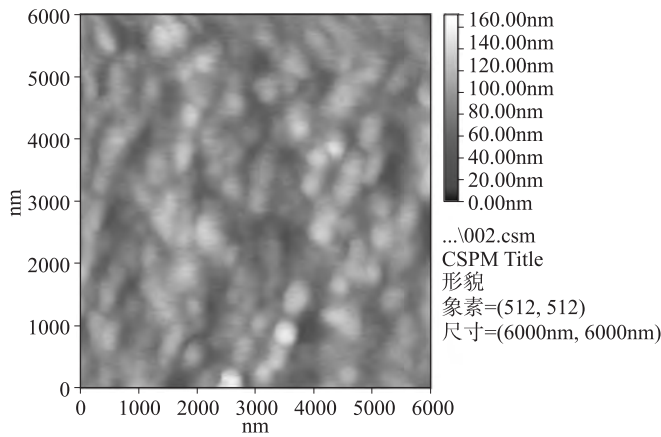 6000
5000
4000
3000
2000
1000
0
nm
0 1000 2000 3000 4000 5000 6000
nm
160.00nm
140.00nm
120.00nm
100.00nm
80.00nm
60.00nm
40.00nm
20.00nm
0.00nm
...\002.csm
CSPM Title
形貌
象素=(512, 512)
尺寸=(6000nm, 6000nm)